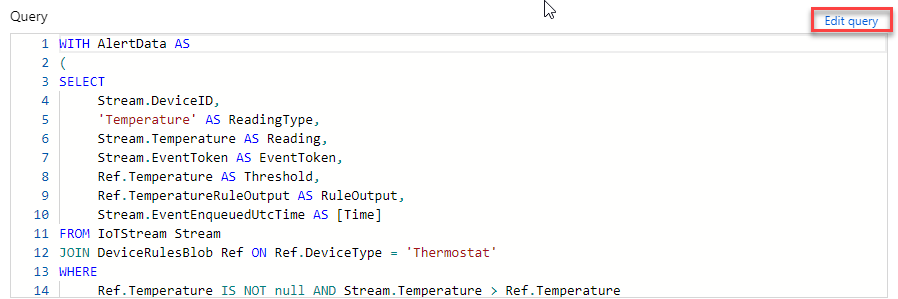 Query
Edit query
1 WITH AlertData AS
2 (
3 SELECT
4 Stream.DeviceID,
5 'Temperature' AS ReadingType,
6 Stream.Temperature AS Reading,
7 Stream.EventToken AS EventToken,
8 Ref.Temperature AS Threshold,
9 Ref.TemperatureRuleOutput AS RuleOutput,
10 Stream.EventEnqueuedUtcTime AS [Time]
11 FROM IoTStream Stream
12 JOIN DeviceRulesBlob Ref ON Ref.DeviceType = 'Thermostat'
13 WHERE
14 Ref.Temperature IS NOT null AND Stream.Temperature > Ref.Temperature